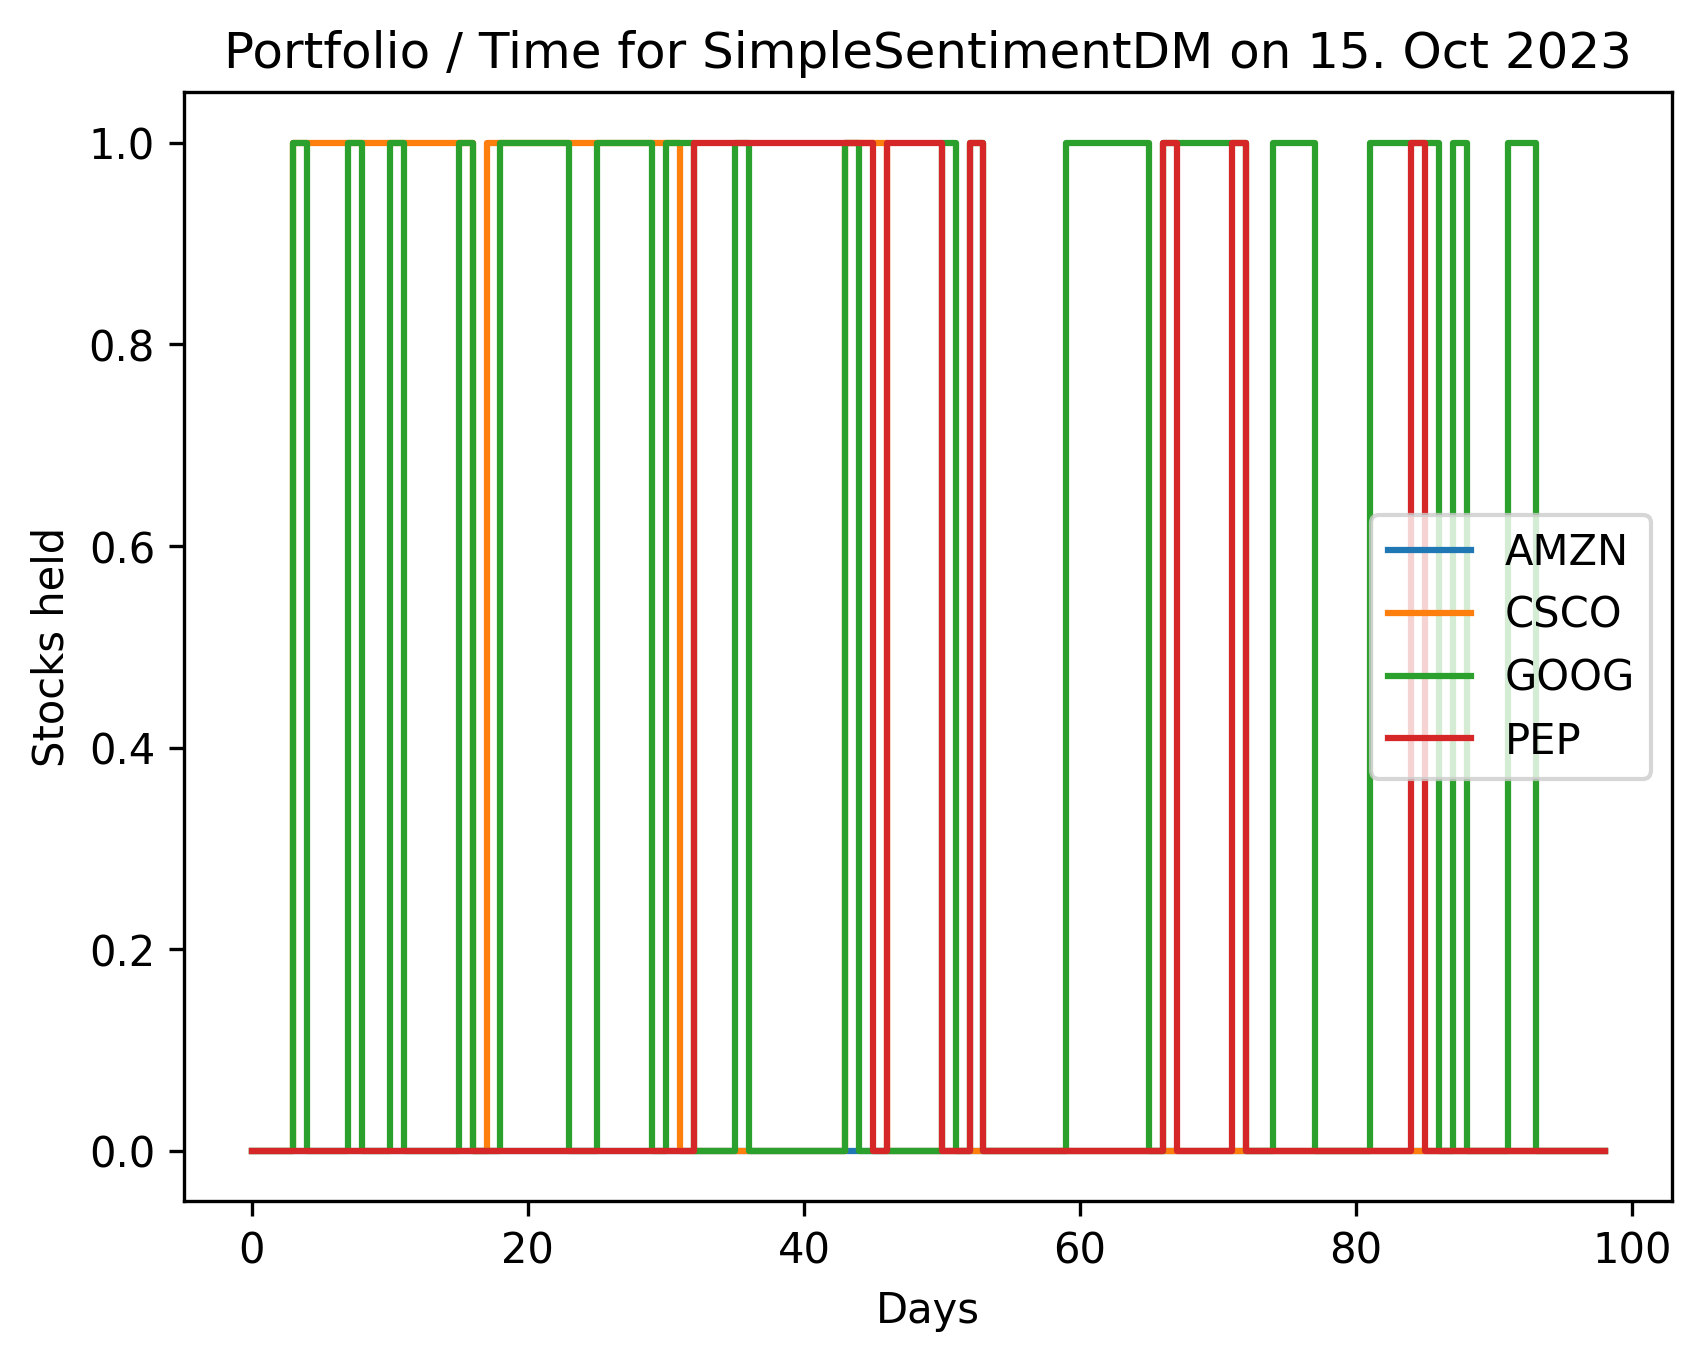 Portfolio / Time for SimpleSentimentDM on 15. Oct 2023
1.0
0.8
0.6
0.4
0.2
0.0
Stocks held
AMZN
CSCO
GOOG
PEP
0 20 40 60 80 100
Days